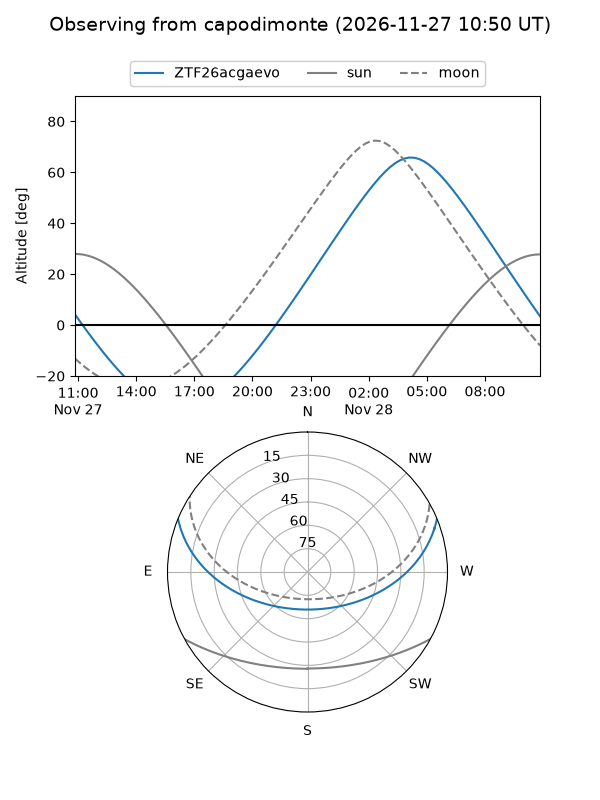 Observing from capodimonte (2026-11-27 10:50 UT)
ZTF26acgaevo sun moon
Altitude [deg]
80
60
40
20
0
−20
11:00 14:00 17:00 20:00 23:00 02:00 05:00 08:00
Nov 27 Nov 28
N
NE NW
15
30
45
60
75
E W
SE SW
S